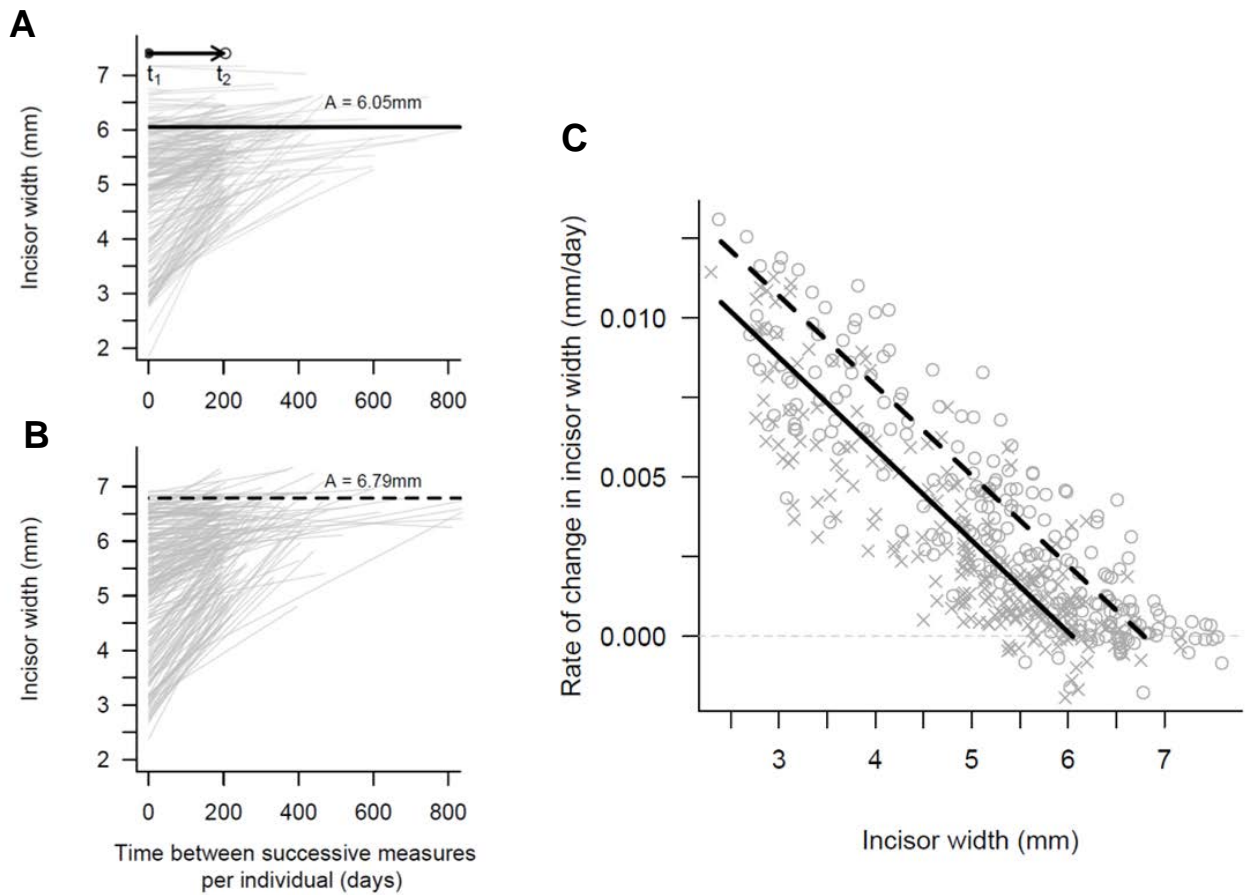 A
Incisor width (mm)
7
6
5
4
3
2
t1
t2
A = 6.05mm
0 200 400 600 800
B
Incisor width (mm)
7
6
5
4
3
2
A = 6.79mm
0 200 400 600 800
Time between successive measures
per individual (days)
C
Rate of change in incisor width (mm/day)
0.010
0.005
0.000
3 4 5 6 7
Incisor width (mm)